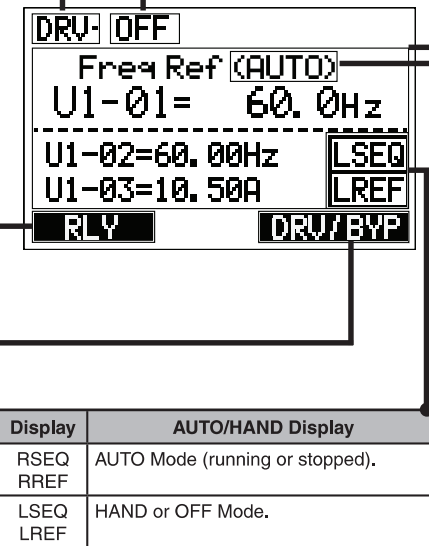 DRV· OFF
Freq Ref (AUTO)
U1-01= 60.0Hz
U1-02=60.00Hz LSEQ
U1-03=10.50A LREF
RLY DRV/BYP
Display AUTO/HAND Display
RSEQ AUTO Mode (running or stopped).
RREF
LSEQ HAND or OFF Mode.
LREF